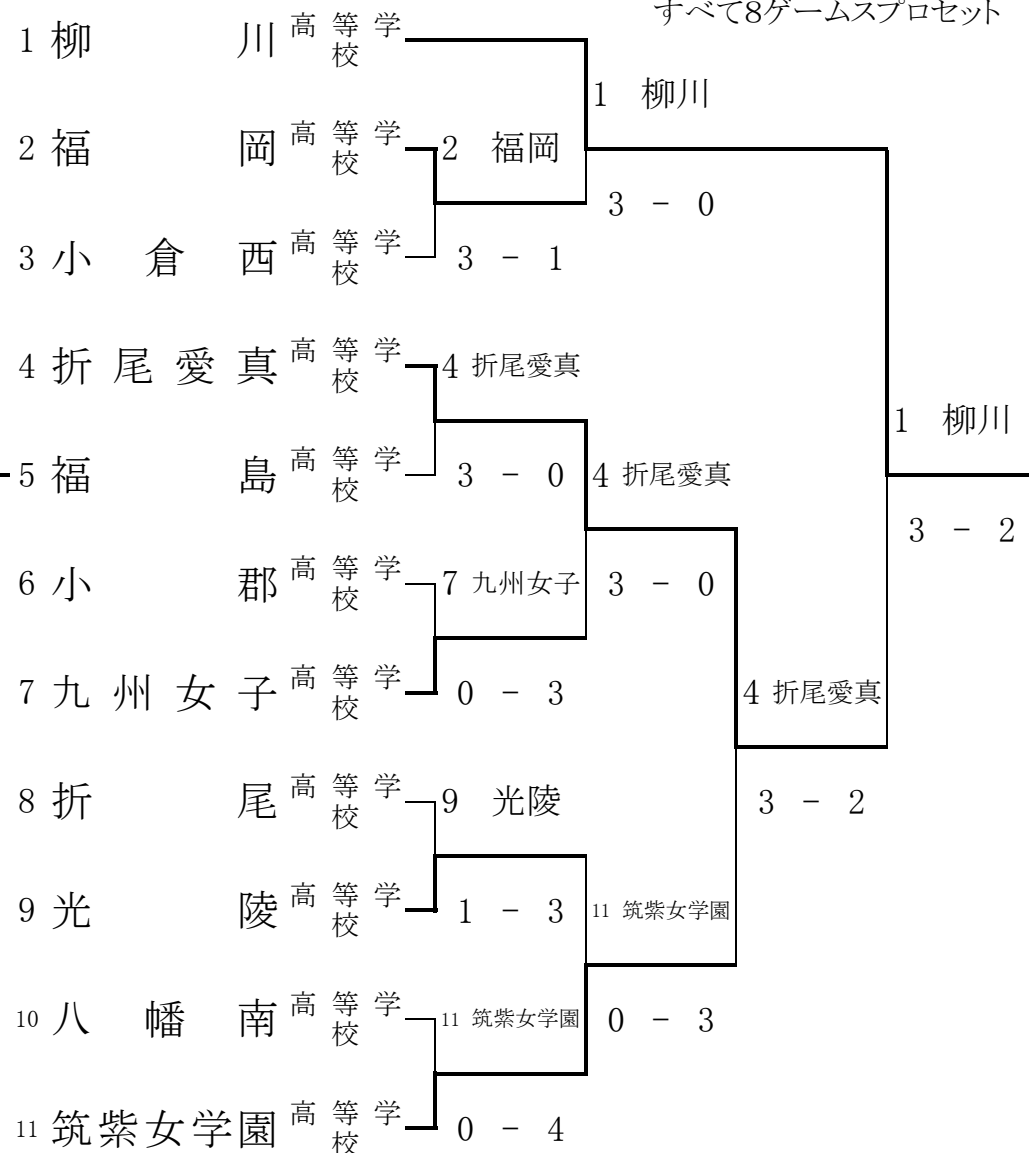 すべて8ゲームスプロセット
1 柳川 高等学校
1 柳川
2 福岡 高等学校
2 福岡
3 - 0
3 小倉西 高等学校
3 - 1
4 折尾愛真 高等学校
4 折尾愛真
1 柳川
5 福島 高等学校
3 - 0
4 折尾愛真
3 - 2
6 小郡 高等学校
7 九州女子
3 - 0
7 九州女子 高等学校
0 - 3
4 折尾愛真
8 折尾 高等学校
9 光陵
3 - 2
9 光陵 高等学校
1 - 3
11 筑紫女学園
10 八幡南 高等学校
11 筑紫女学園
0 - 3
11 筑紫女学園 高等学校
0 - 4